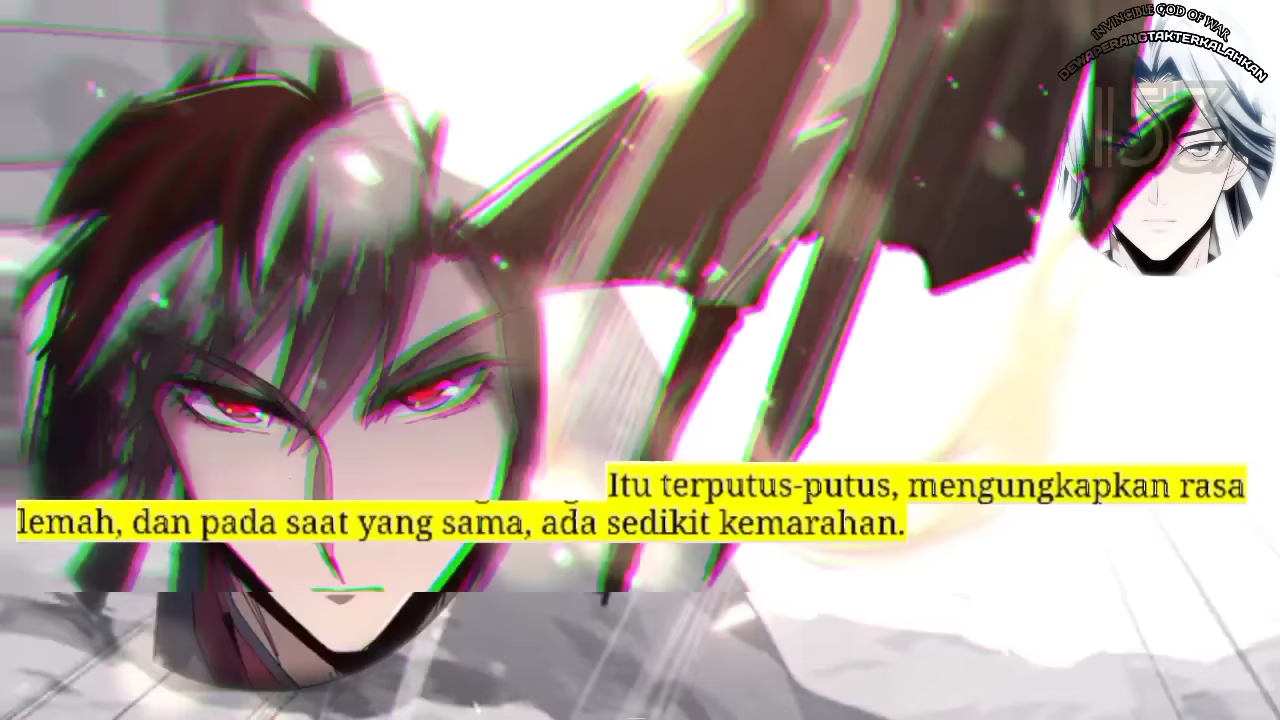 INVINCIBLE GOD OF WAR
DEWAPERANGTAKTERKALAHKAN
153
Itu terputus-putus, mengungkapkan rasa
lemah, dan pada saat yang sama, ada sedikit kemarahan.